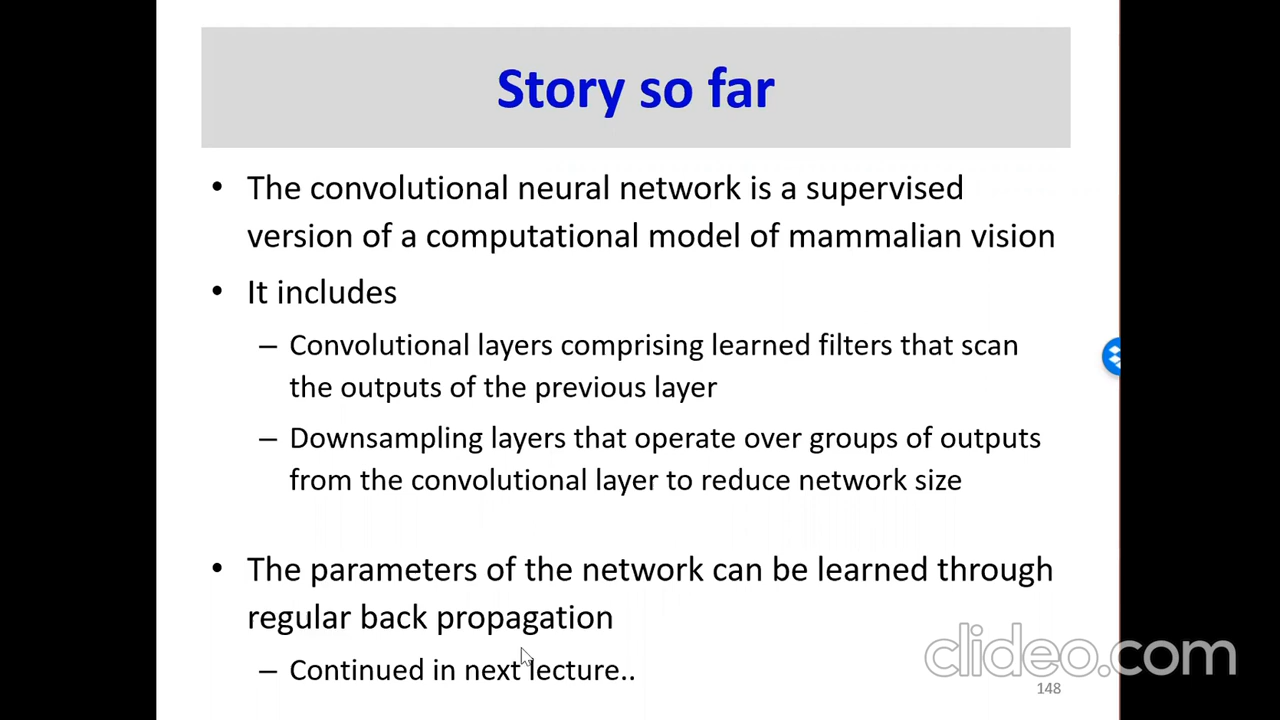 Story so far
• The convolutional neural network is a supervised
version of a computational model of mammalian vision
• It includes
– Convolutional layers comprising learned filters that scan
the outputs of the previous layer
– Downsampling layers that operate over groups of outputs
from the convolutional layer to reduce network size
• The parameters of the network can be learned through
regular back propagation
– Continued in next lecture..
clideo.com
148